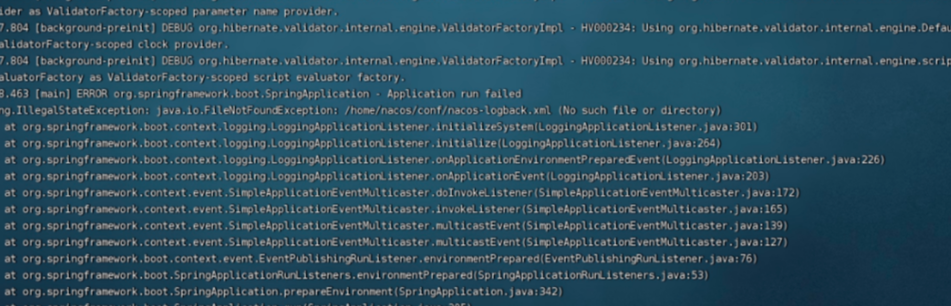 ider as ValidatorFactory-scoped parameter name provider.
7.804 [background-preinit] DEBUG org.hibernate.validator.internal.engine.ValidatorFactoryImpl - HV000234: Using org.hibernate.validator.internal.engine.Defau
alidatorFactory-scoped clock provider.
7.804 [background-preinit] DEBUG org.hibernate.validator.internal.engine.ValidatorFactoryImpl - HV000234: Using org.hibernate.validator.internal.engine.scrip
aluatorFactory as ValidatorFactory-scoped script evaluator factory.
8.463 [main] ERROR org.springframework.boot.SpringApplication - Application run failed
ng.IllegalStateException: java.io.FileNotFoundException: /home/nacos/conf/nacos-logback.xml (No such file or directory)
at org.springframework.boot.context.logging.LoggingApplicationListener.initializeSystem(LoggingApplicationListener.java:301)
at org.springframework.boot.context.logging.LoggingApplicationListener.initialize(LoggingApplicationListener.java:264)
at org.springframework.boot.context.logging.LoggingApplicationListener.onApplicationEnvironmentPreparedEvent(LoggingApplicationListener.java:226)
at org.springframework.boot.context.logging.LoggingApplicationListener.onApplicationEvent(LoggingApplicationListener.java:203)
at org.springframework.context.event.SimpleApplicationEventMulticaster.doInvokeListener(SimpleApplicationEventMulticaster.java:172)
at org.springframework.context.event.SimpleApplicationEventMulticaster.invokeListener(SimpleApplicationEventMulticaster.java:165)
at org.springframework.context.event.SimpleApplicationEventMulticaster.multicastEvent(SimpleApplicationEventMulticaster.java:139)
at org.springframework.context.event.SimpleApplicationEventMulticaster.multicastEvent(SimpleApplicationEventMulticaster.java:127)
at org.springframework.boot.context.event.EventPublishingRunListener.environmentPrepared(EventPublishingRunListener.java:76)
at org.springframework.boot.SpringApplicationRunListeners.environmentPrepared(SpringApplicationRunListeners.java:53)
at org.springframework.boot.SpringApplication.prepareEnvironment(SpringApplication.java:342)